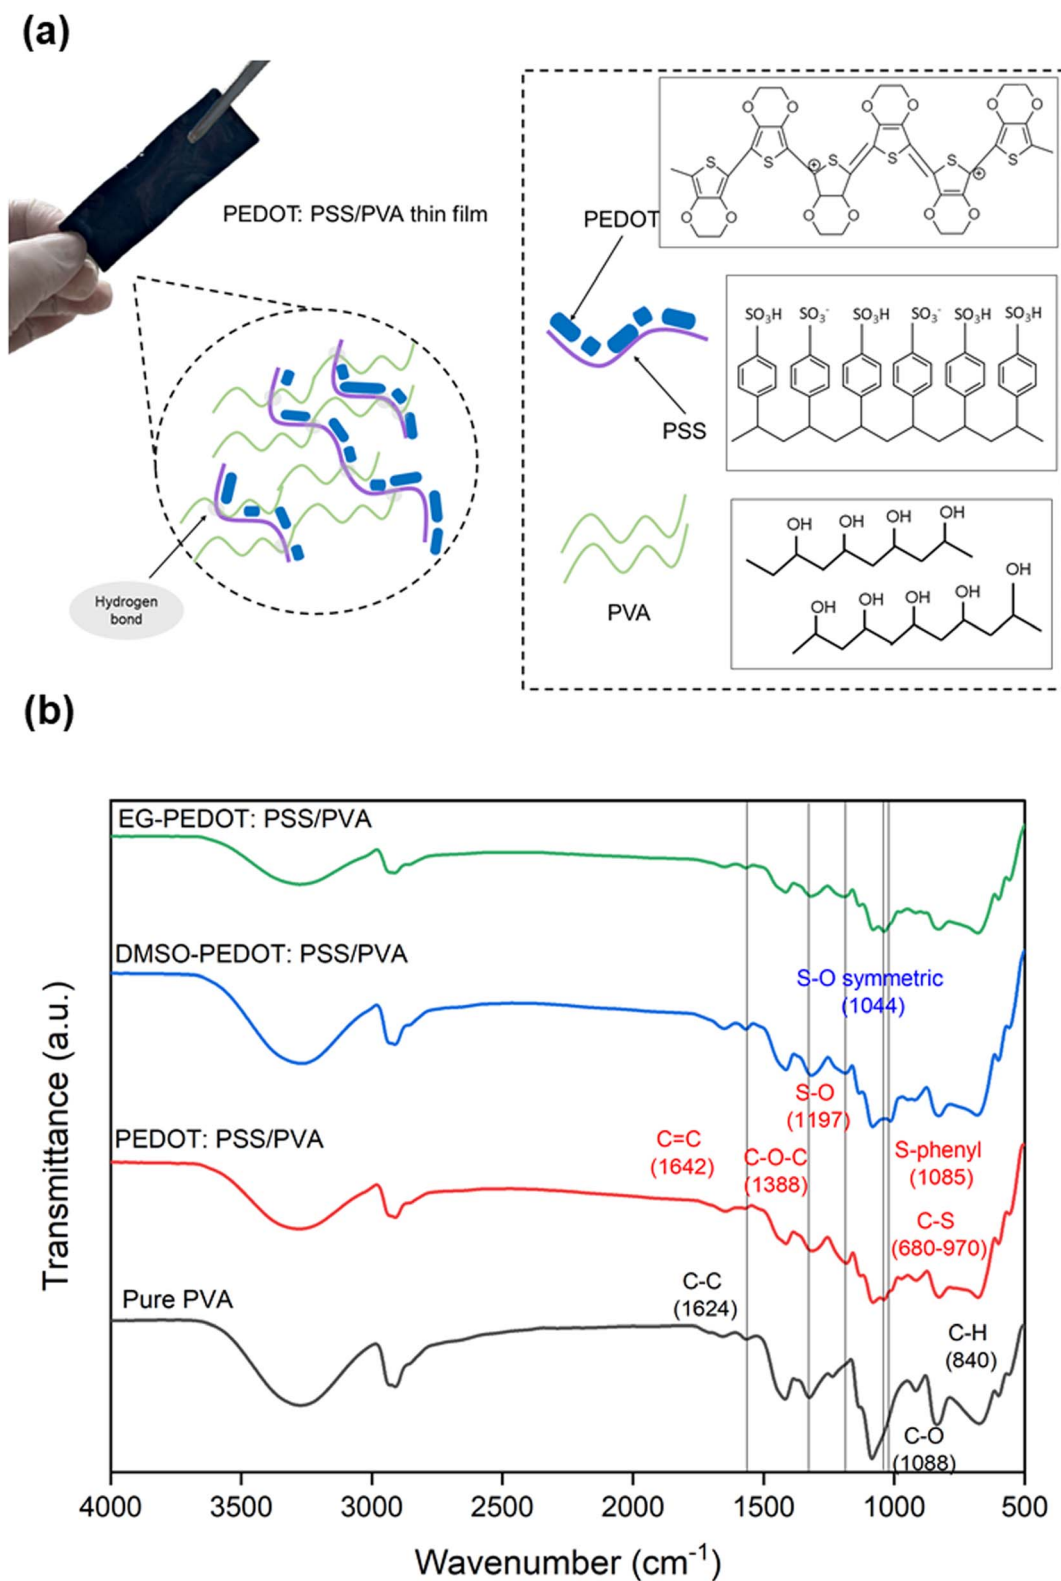 (a)
PEDOT: PSS/PVA thin film
Hydrogen
bond
PEDOT
PSS
PVA
O O O O O O
S S S S S S
O O O O O O
SO3H SO3- SO3H SO3- SO3H SO3H
OH OH OH OH
OH OH OH OH OH
(b)
EG-PEDOT: PSS/PVA
DMSO-PEDOT: PSS/PVA
S-O symmetric
(1044)
S-O
(1197)
PEDOT: PSS/PVA
C=C
(1642)
C-O-C
(1388)
S-phenyl
(1085)
C-S
(680-970)
Pure PVA
C-C
(1624)
C-H
(840)
C-O
(1088)
Transmittance (a.u.)
4000 3500 3000 2500 2000 1500 1000 500
Wavenumber (cm-1)